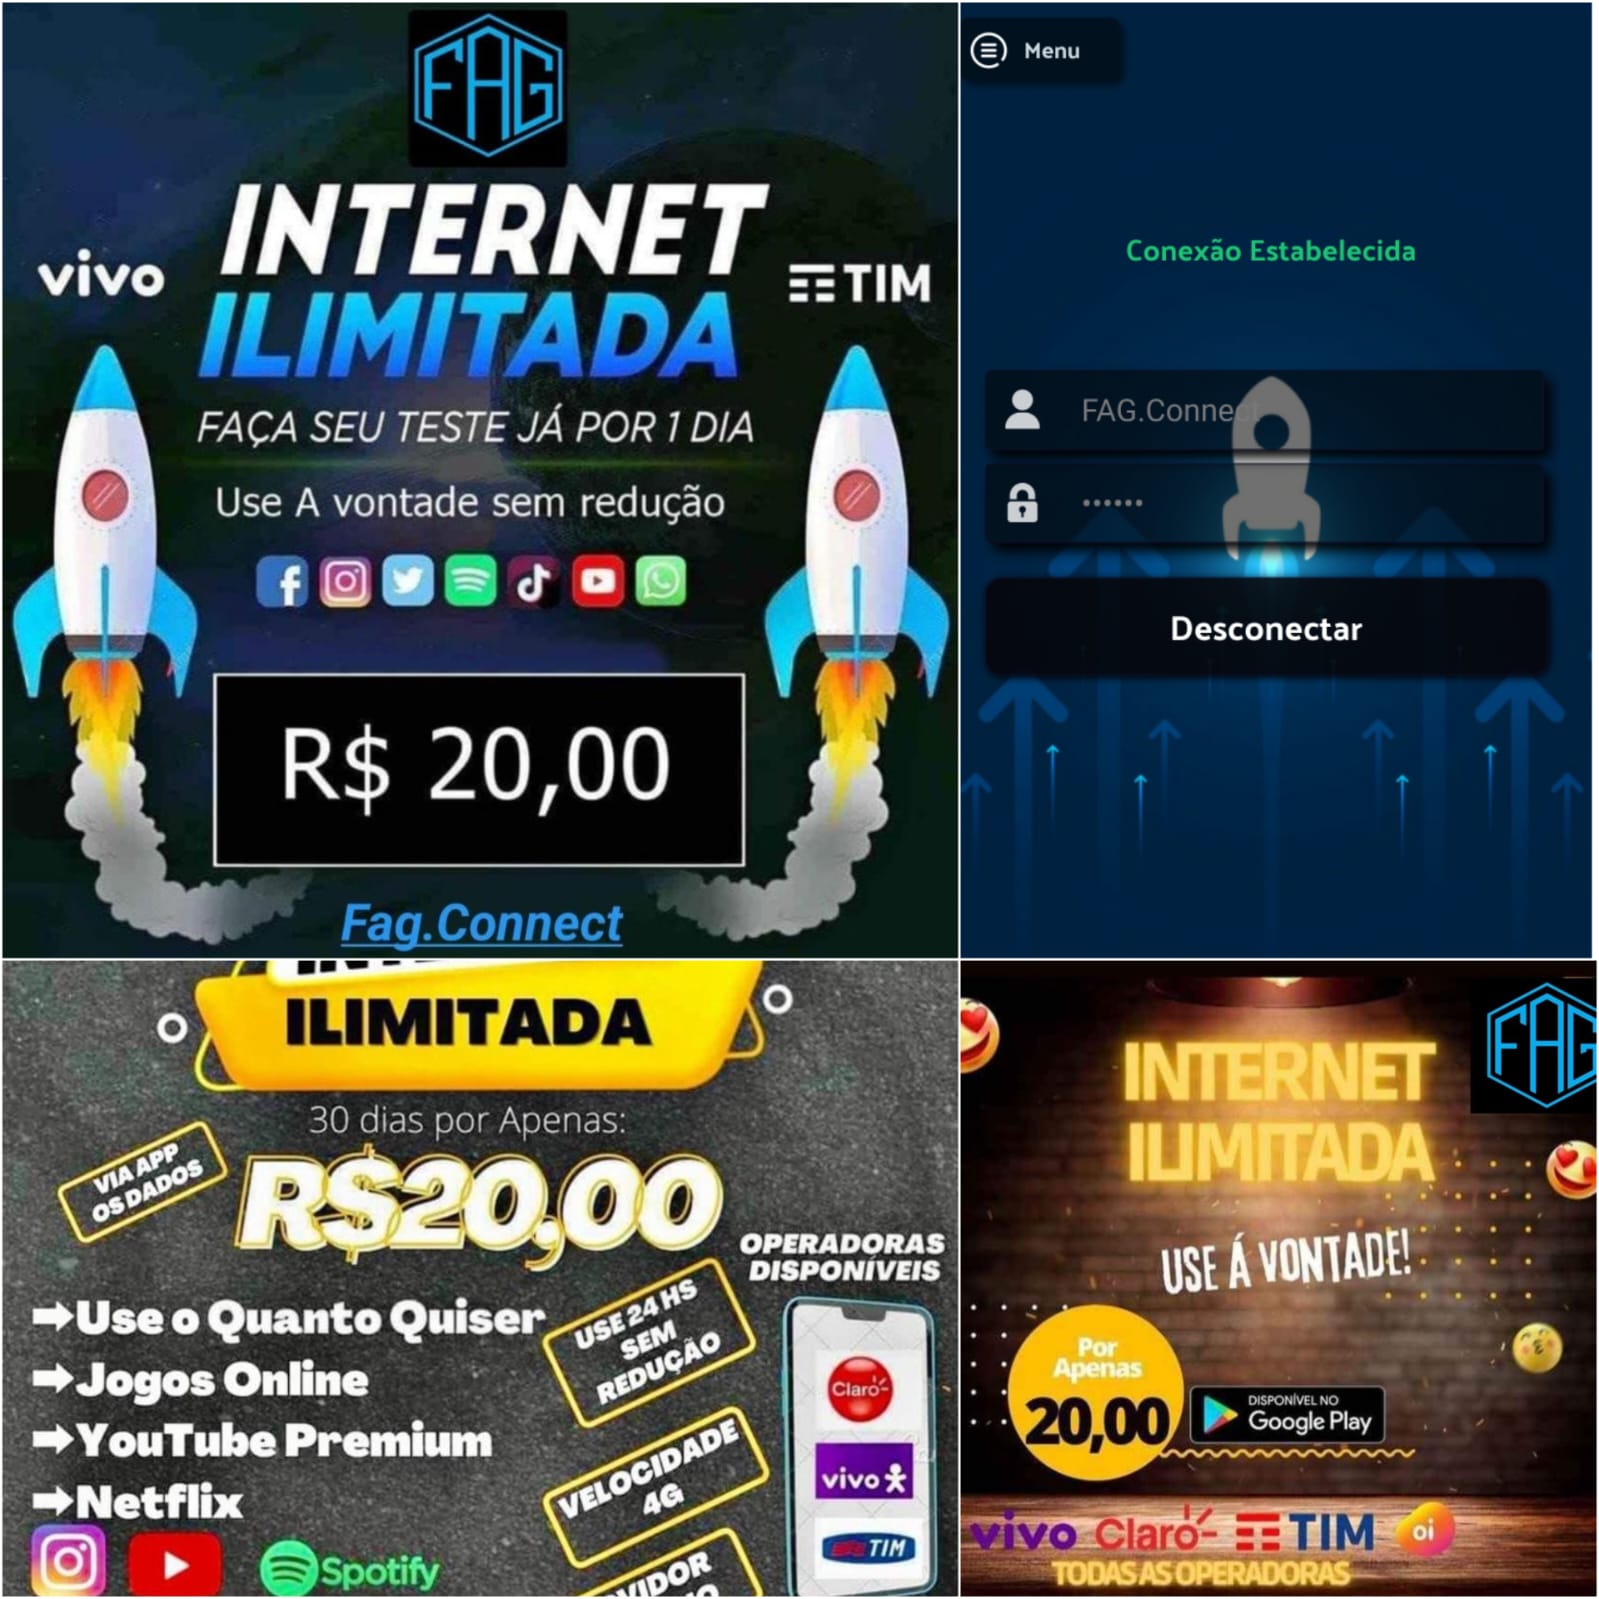 FAG
INTERNET
ILIMITADA
vivo
TIM
FAÇA SEU TESTE JÁ POR 1 DIA
Use A vontade sem redução
R$ 20,00
Fag.Connect
Menu
Conexão Estabelecida
FAG.Connect
••••••
Desconectar
ILIMITADA
30 dias por Apenas:
VIA APP
OS DADOS
R$20,00
OPERADORAS
DISPONÍVEIS
➡Use o Quanto Quiser
➡Jogos Online
➡YouTube Premium
➡Netflix
USE 24 HS
SEM
REDUÇÃO
VELOCIDADE
4G
Claro
vivo
TIM
Spotify
FAG
INTERNET
ILIMITADA
USE Á VONTADE!
Por
Apenas
20,00
DISPONÍVEL NO
Google Play
vivo Claro TIM oi
TODAS AS OPERADORAS